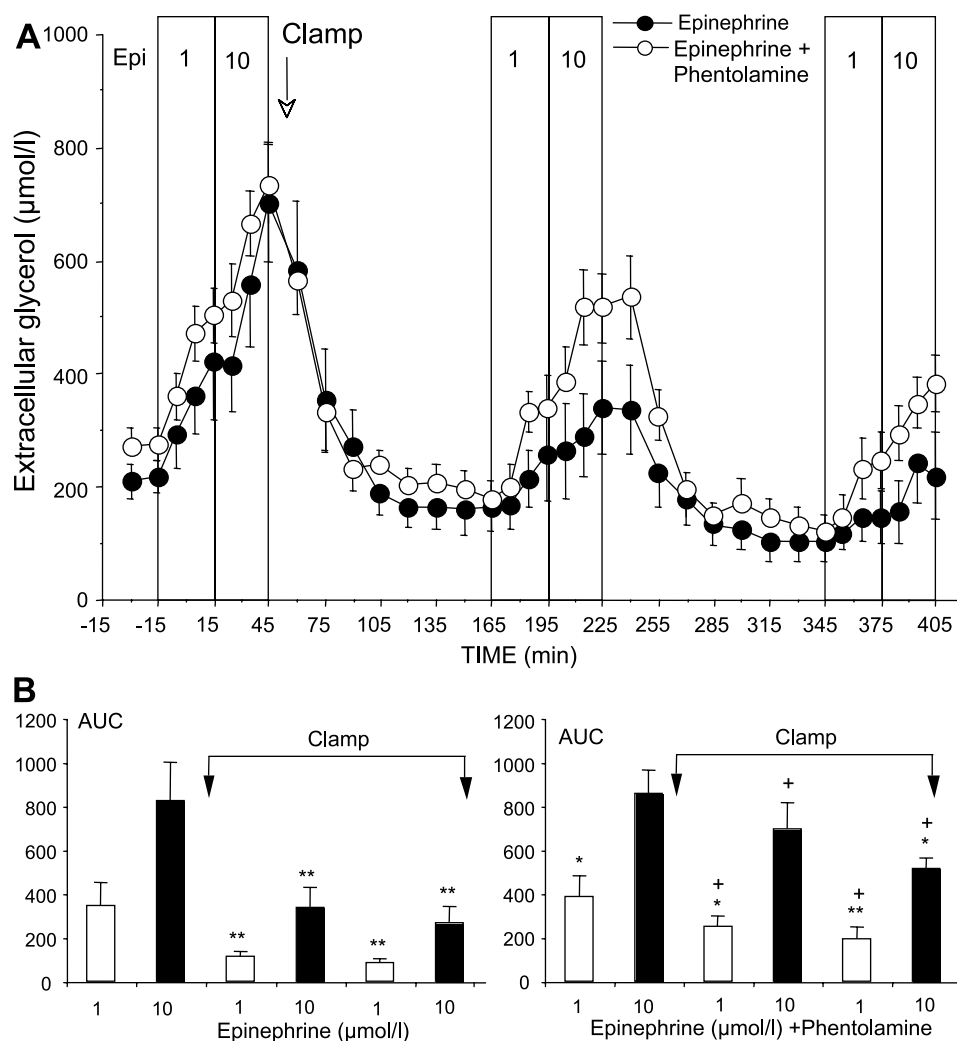 A
1000
800
600
400
200
0
Extracellular glycerol (µmol/l)
Epi
1
10
Clamp
1
10
1
10
Epinephrine
Epinephrine +
Phentolamine
-15 -15 15 45 75 105 135 165 195 225 255 285 315 345 375 405
TIME (min)
B
1200
1000
800
600
400
200
0
AUC
Clamp
** ** ** **
1 10 1 10 1 10
Epinephrine (µmol/l)
1200
1000
800
600
400
200
0
AUC
Clamp
*
+
*
+
+
**
+
*
1 10 1 10 1 10
Epinephrine (µmol/l) +Phentolamine